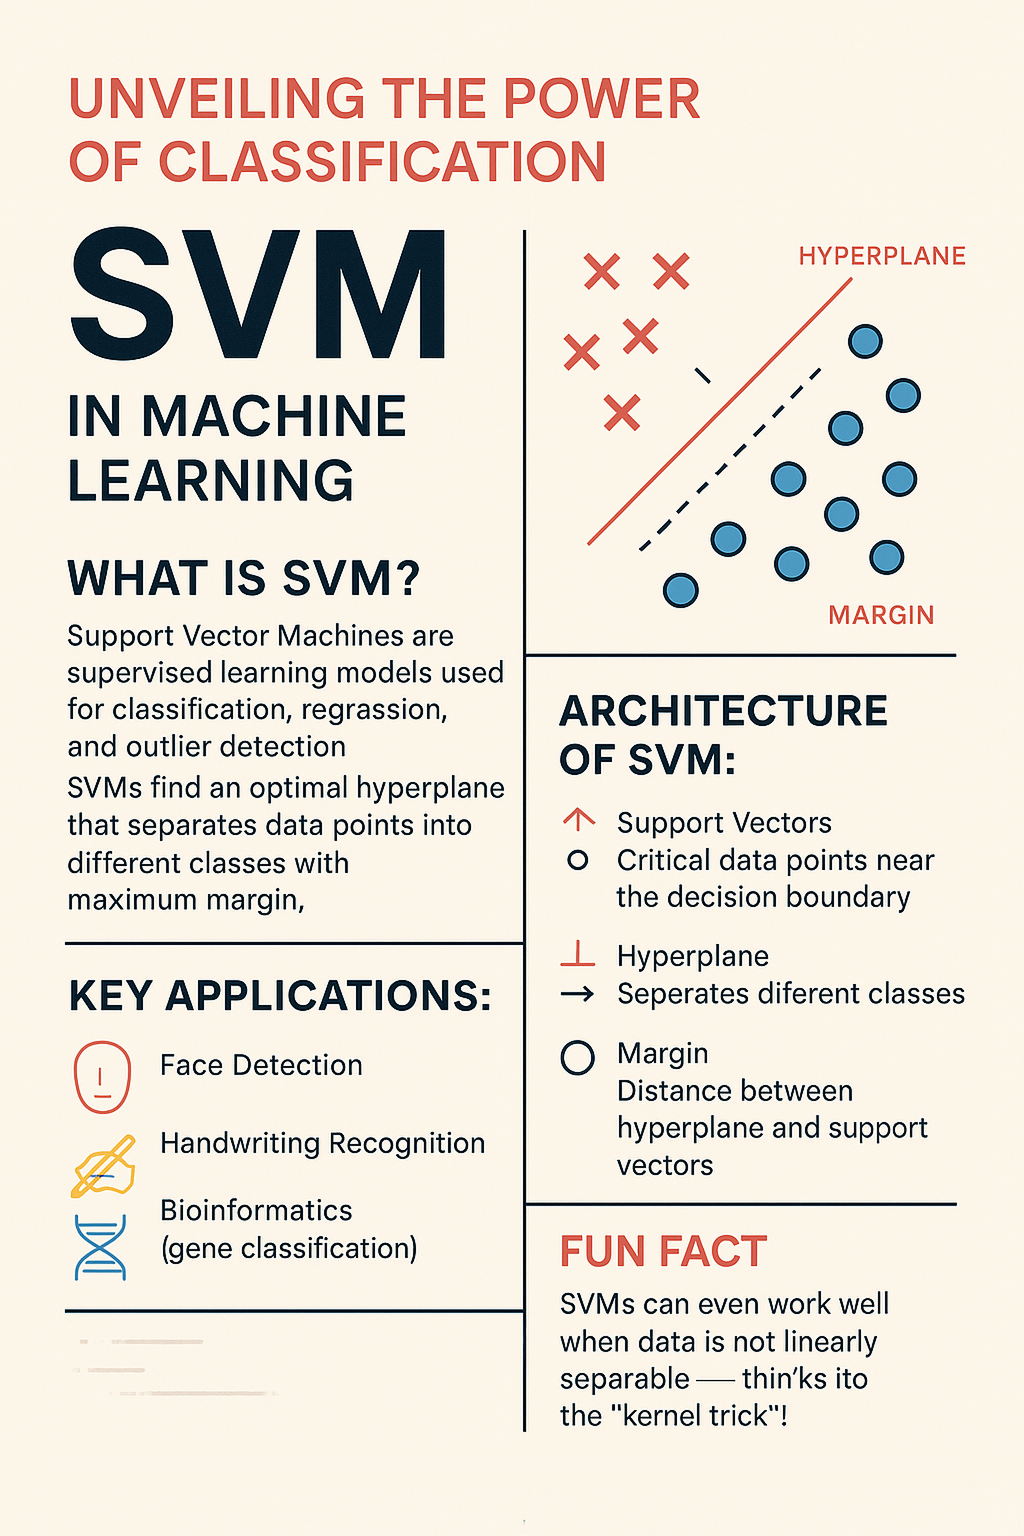 UNVEILING THE POWER
OF CLASSIFICATION
SVM
IN MACHINE
LEARNING
WHAT IS SVM?
Support Vector Machines are
supervised learning models used
for classification, regrassion,
and outlier detection
SVMs find an optimal hyperplane
that separates data points into
different classes with
maximum margin,
KEY APPLICATIONS:
Face Detection
Handwriting Recognition
Bioinformatics
(gene classification)
HYPERPLANE
MARGIN
ARCHITECTURE
OF SVM:
Support Vectors
Critical data points near
the decision boundary
Hyperplane
Seperates diferent classes
Margin
Distance between
hyperplane and support
vectors
FUN FACT
SVMs can even work well
when data is not linearly
separable — thin’ks ito
the "kernel trick"!